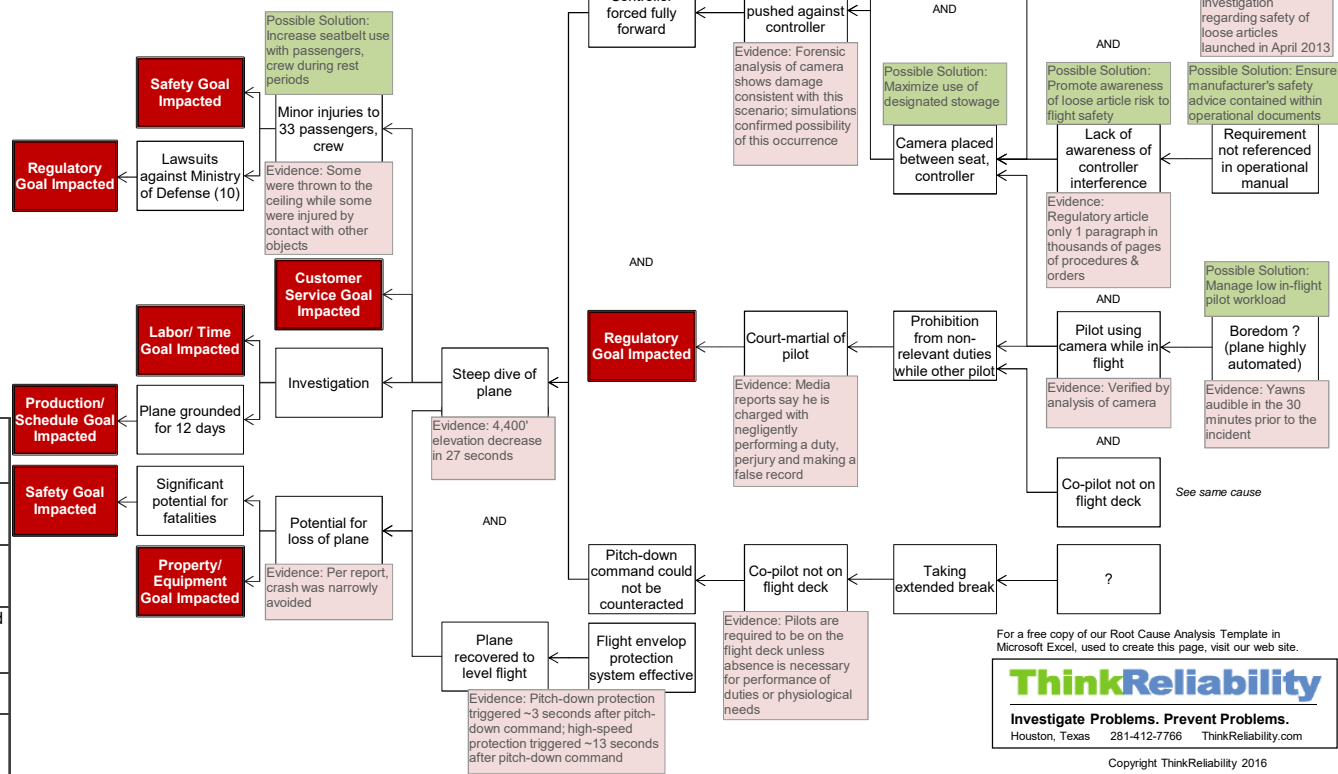 Possible Solution:
Increase seatbelt use
with passengers,
crew during rest
periods
Safety Goal
Impacted
Minor injuries to
33 passengers,
crew
Regulatory
Goal Impacted
Lawsuits
against Ministry
of Defense (10)
Evidence: Some
were thrown to the
ceiling while some
were injured by
contact with other
objects
Customer
Service Goal
Impacted
Labor/ Time
Goal Impacted
Investigation
Production/
Schedule Goal
Impacted
Plane grounded
for 12 days
Safety Goal
Impacted
Significant
potential for
fatalities
Potential for
loss of plane
Property/
Equipment
Goal Impacted
Evidence: Per report,
crash was narrowly
avoided
Steep dive of
plane
Evidence: 4,400'
elevation decrease
in 27 seconds
AND
Plane
recovered to
level flight
Flight envelop
protection
system effective
Evidence: Pitch-down protection
triggered ~3 seconds after pitch-
down command; high-speed
protection triggered ~13 seconds
after pitch-down command
forced fully
forward
pushed against
controller
AND
Evidence: Forensic
analysis of camera
shows damage
consistent with this
scenario; simulations
confirmed possibility
of this occurrence
Possible Solution:
Maximize use of
designated stowage
Camera placed
between seat,
controller
AND
Possible Solution:
Promote awareness
of loose article risk to
flight safety
Lack of
awareness of
controller
interference
Evidence:
Regulatory article
only 1 paragraph in
thousands of pages
of procedures &
orders
investigation
regarding safety of
loose articles
launched in April 2013
Possible Solution: Ensure
manufacturer's safety
advice contained within
operational documents
Requirement
not referenced
in operational
manual
AND
Regulatory
Goal Impacted
Court-martial of
pilot
Evidence: Media
reports say he is
charged with
negligently
performing a duty,
perjury and making a
false record
Prohibition
from non-
relevant duties
while other pilot
AND
Pilot using
camera while in
flight
Evidence: Verified by
analysis of camera
Possible Solution:
Manage low in-flight
pilot workload
Boredom ?
(plane highly
automated)
Evidence: Yawns
audible in the 30
minutes prior to the
incident
AND
Co-pilot not on
flight deck
See same cause
Pitch-down
command could
not be
counteracted
Co-pilot not on
flight deck
Evidence: Pilots are
required to be on the
flight deck unless
absence is necessary
for performance of
duties or physiological
needs
Taking
extended break
?
For a free copy of our Root Cause Analysis Template in
Microsoft Excel, used to create this page, visit our web site.
ThinkReliability
Investigate Problems. Prevent Problems.
Houston, Texas 281-412-7766 ThinkReliability.com
Copyright ThinkReliability 2016